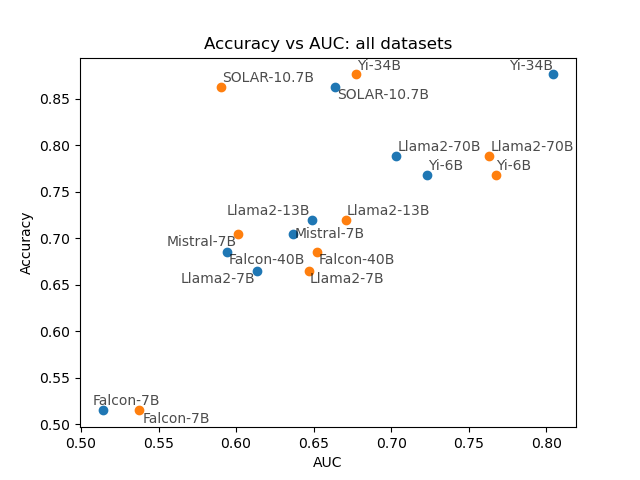 Accuracy vs AUC: all datasets
Yi-34B
Yi-34B
SOLAR-10.7B
SOLAR-10.7B
0.85
0.80
Llama2-70B
Llama2-70B
Yi-6B
Yi-6B
0.75
Llama2-13B
Llama2-13B
0.70
Mistral-7B
Mistral-7B
Falcon-40B
Falcon-40B
Llama2-7B
Llama2-7B
0.65
0.60
0.55
Falcon-7B
Falcon-7B
0.50
Accuracy
0.50
0.55
0.60
0.65
0.70
0.75
0.80
AUC